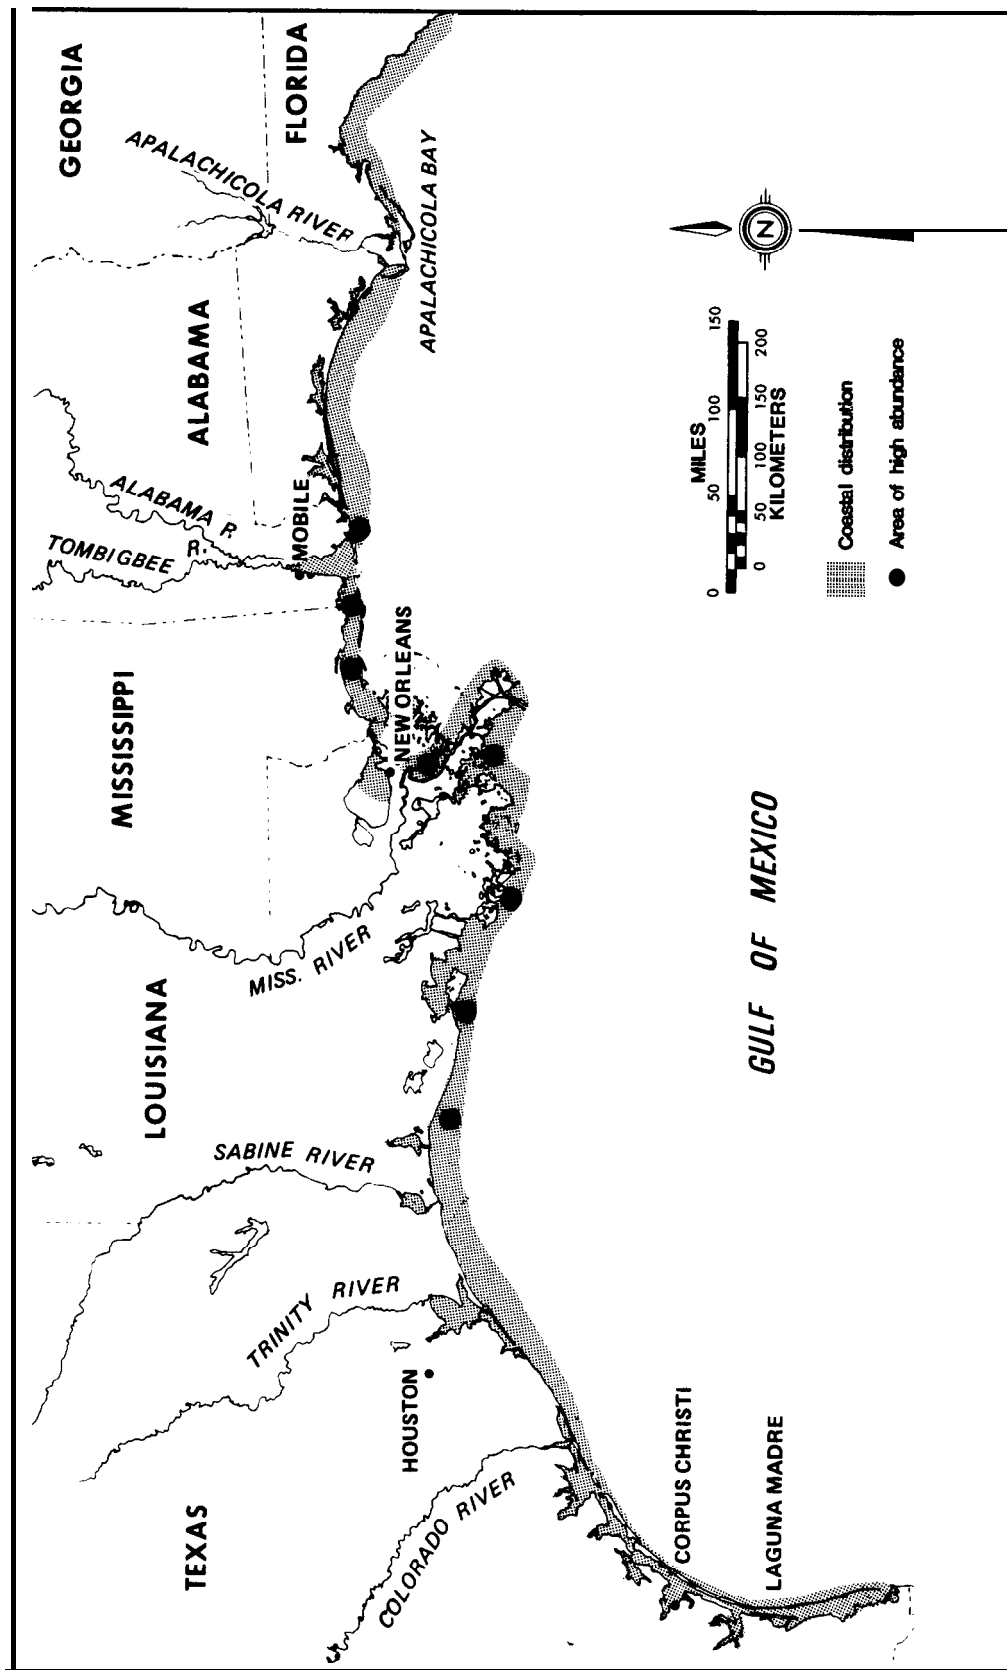 TEXAS
LOUISIANA
MISSISSIPPI
ALABAMA
GEORGIA
FLORIDA
COLORADO RIVER
HOUSTON
TRINITY RIVER
SABINE RIVER
MISS. RIVER
NEW ORLEANS
TOMBIGBEE R.
ALABAMA R.
MOBILE
APALACHICOLA RIVER
APALACHICOLA BAY
CORPUS CHRISTI
LAGUNA MADRE
GULF OF MEXICO
N
MILES
0 50 100 150
0 50 100 150 200
KILOMETERS
Coastal distribution
Area of high abundance